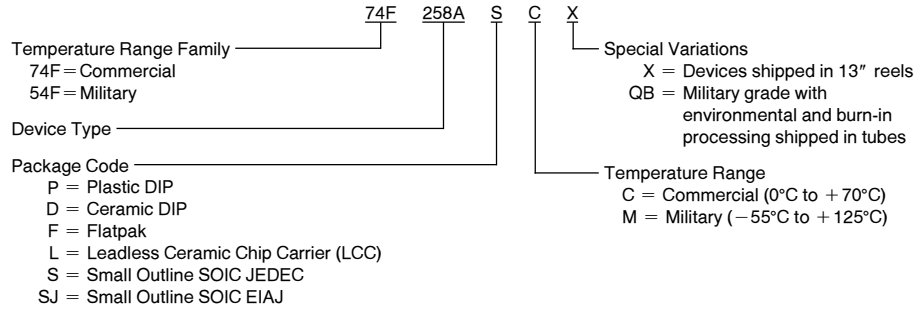 74F 258A S C X
Temperature Range Family
74F = Commercial
54F = Military
Device Type
Package Code
P = Plastic DIP
D = Ceramic DIP
F = Flatpak
L = Leadless Ceramic Chip Carrier (LCC)
S = Small Outline SOIC JEDEC
SJ = Small Outline SOIC EIAJ
Special Variations
X = Devices shipped in 13″ reels
QB = Military grade with
environmental and burn-in
processing shipped in tubes
Temperature Range
C = Commercial (0°C to +70°C)
M = Military (−55°C to +125°C)